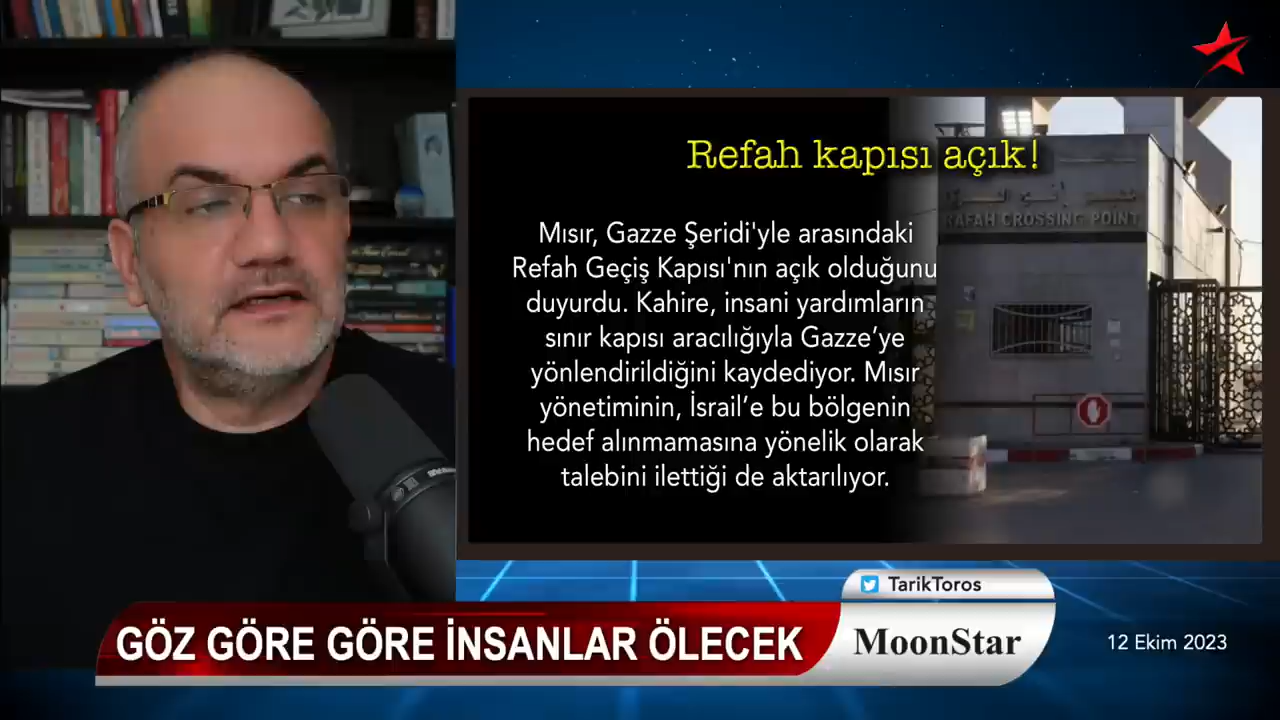 Refah kapısı açık!
RAFAH CROSSING POINT
Mısır, Gazze Şeridi'yle arasındaki
Refah Geçiş Kapısı'nın açık olduğunu
duyurdu. Kahire, insani yardımların
sınır kapısı aracılığıyla Gazze’ye
yönlendirildiğini kaydediyor. Mısır
yönetiminin, İsrail’e bu bölgenin
hedef alınmamasına yönelik olarak
talebini ilettiği de aktarılıyor.
TarikToros
GÖZ GÖRE GÖRE İNSANLAR ÖLECEK
MoonStar
12 Ekim 2023